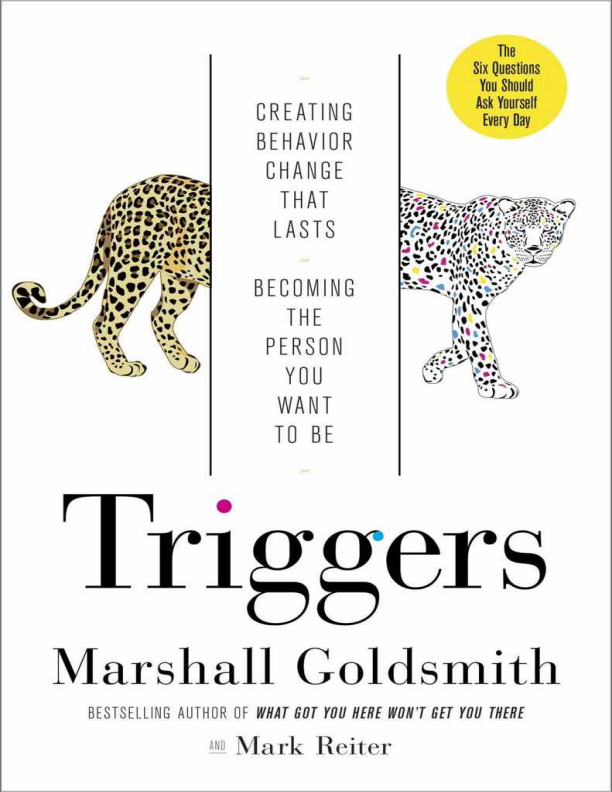 The
Six Questions
You Should
Ask Yourself
Every Day
CREATING
BEHAVIOR
CHANGE
THAT
LASTS
BECOMING
THE
PERSON
YOU
WANT
TO BE
Triggers
Marshall Goldsmith
BESTSELLING AUTHOR OF WHAT GOT YOU HERE WON'T GET YOU THERE
AND Mark Reiter